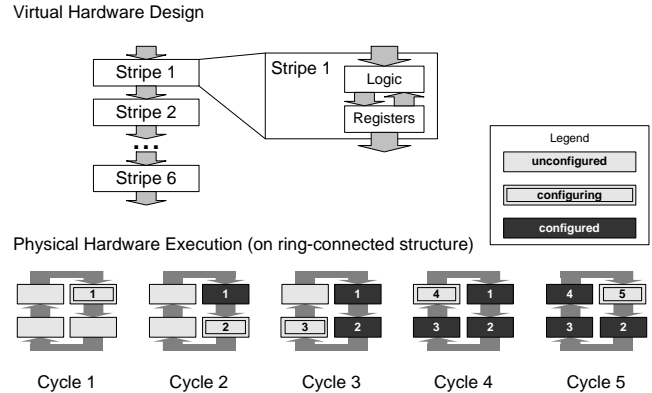 Virtual Hardware Design
Stripe 1
Stripe 1
Logic
Stripe 2
Registers
...
Stripe 6
Legend
unconfigured
configuring
configured
Physical Hardware Execution (on ring-connected structure)
1
1
2
1
3
2
4
1
3
2
4
5
3
2
Cycle 1
Cycle 2
Cycle 3
Cycle 4
Cycle 5